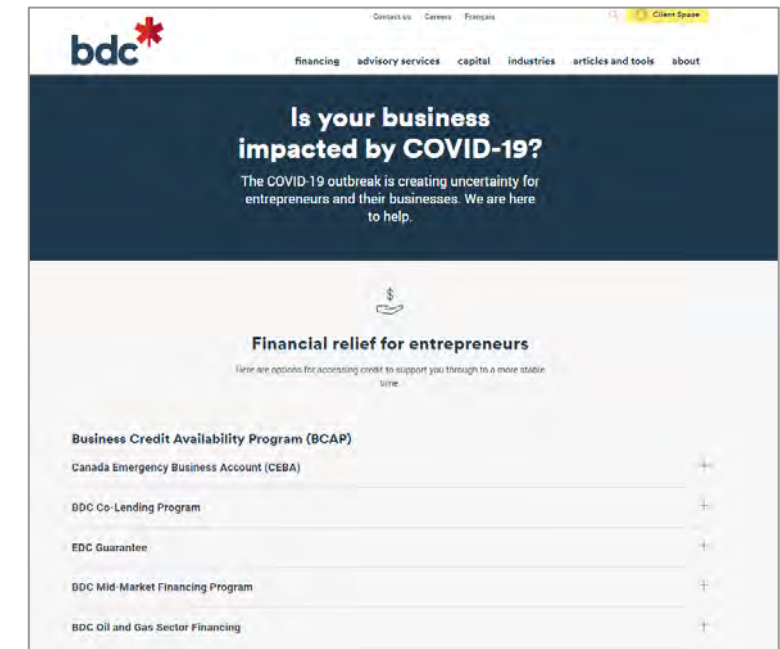 Contact us Careers Français Client Space
bdc*
financing advisory services capital industries articles and tools about
Is your business
impacted by COVID-19?
The COVID-19 outbreak is creating uncertainty for
entrepreneurs and their businesses. We are here
to help.
$
Financial relief for entrepreneurs
Here are options for accessing credit to support you through to a more stable
time.
Business Credit Availability Program (BCAP)
Canada Emergency Business Account (CEBA)
BDC Co-Lending Program
EDC Guarantee
BDC Mid-Market Financing Program
BDC Oil and Gas Sector Financing